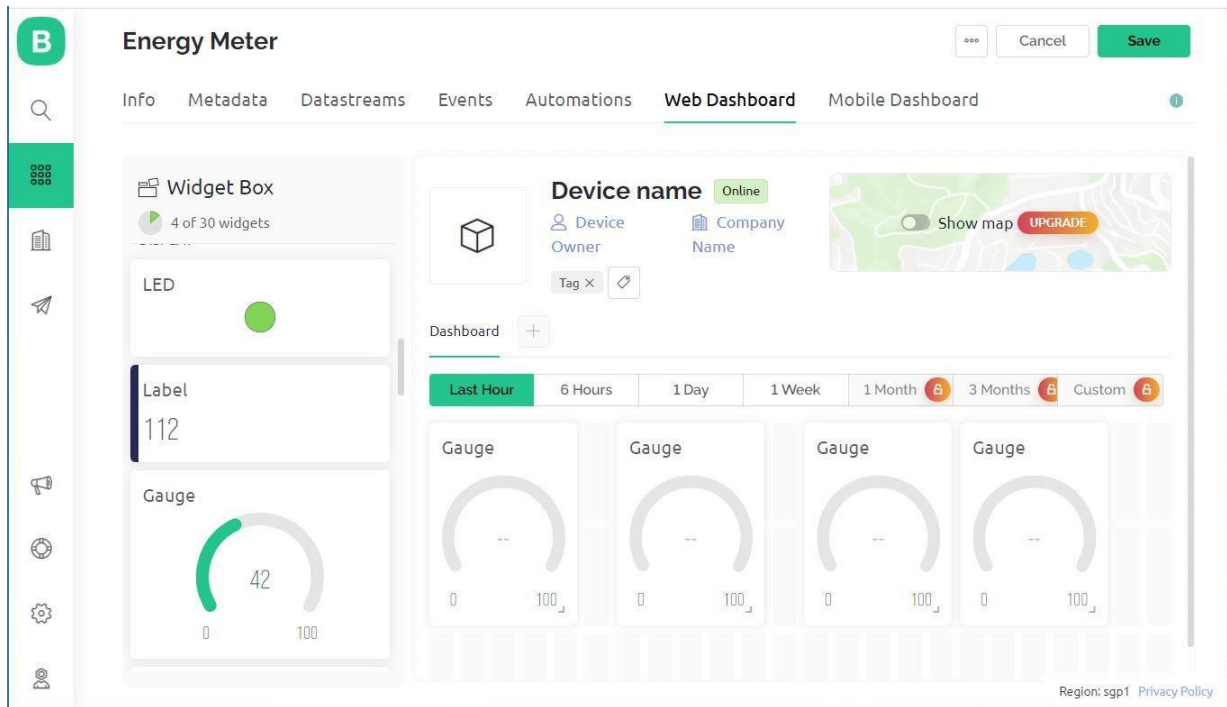 B
Energy Meter
Cancel
Save
Info Metadata Datastreams Events Automations Web Dashboard Mobile Dashboard
Widget Box
4 of 30 widgets
LED
Label
112
Gauge
42
0 100
Device name Online
Device Owner
Company Name
Tag ×
Show map UPGRADE
Dashboard +
Last Hour 6 Hours 1 Day 1 Week 1 Month 3 Months Custom
Gauge Gauge Gauge Gauge
-- -- -- --
0 100 0 100 0 100 0 100
Region: sgp1 Privacy Policy